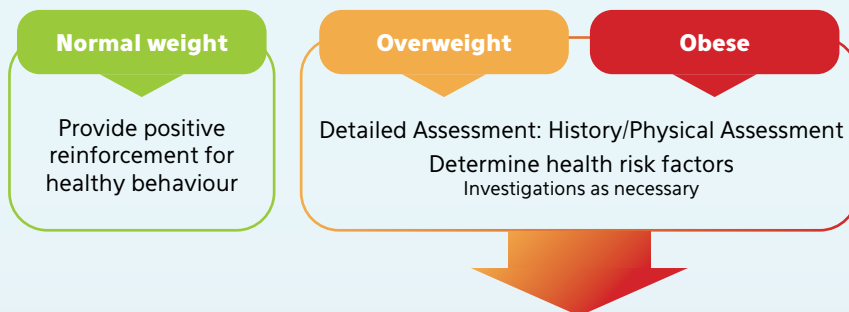 Normal weight
Overweight
Obese
Provide positive
reinforcement for
healthy behaviour
Detailed Assessment: History/Physical Assessment
Determine health risk factors
Investigations as necessary